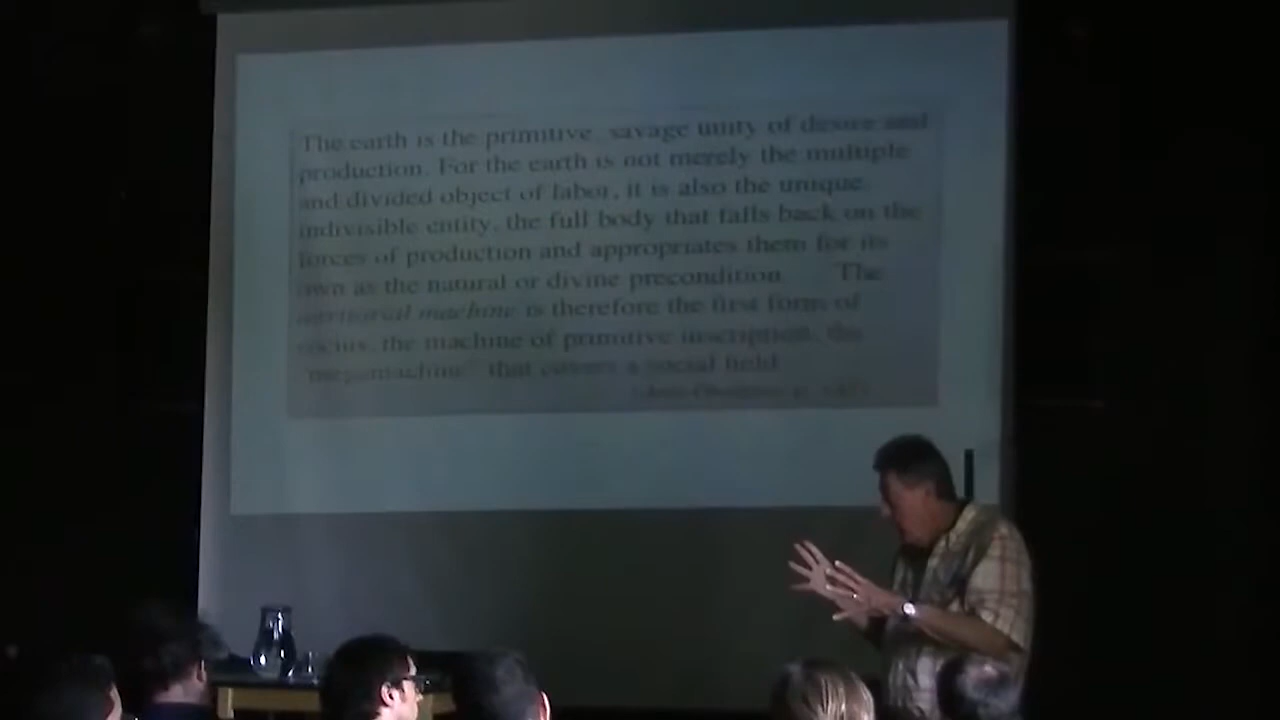 The earth is the primitive, savage unity of desire and
production. For the earth is not merely the multiple
and divided object of labor, it is also the unique,
indivisible entity, the full body that falls back on the
forces of production and appropriates them for its
own as the natural or divine precondition. The
territorial machine is therefore the first form of
socius, the machine of primitive inscription, the
"megamachine" that covers a social field.